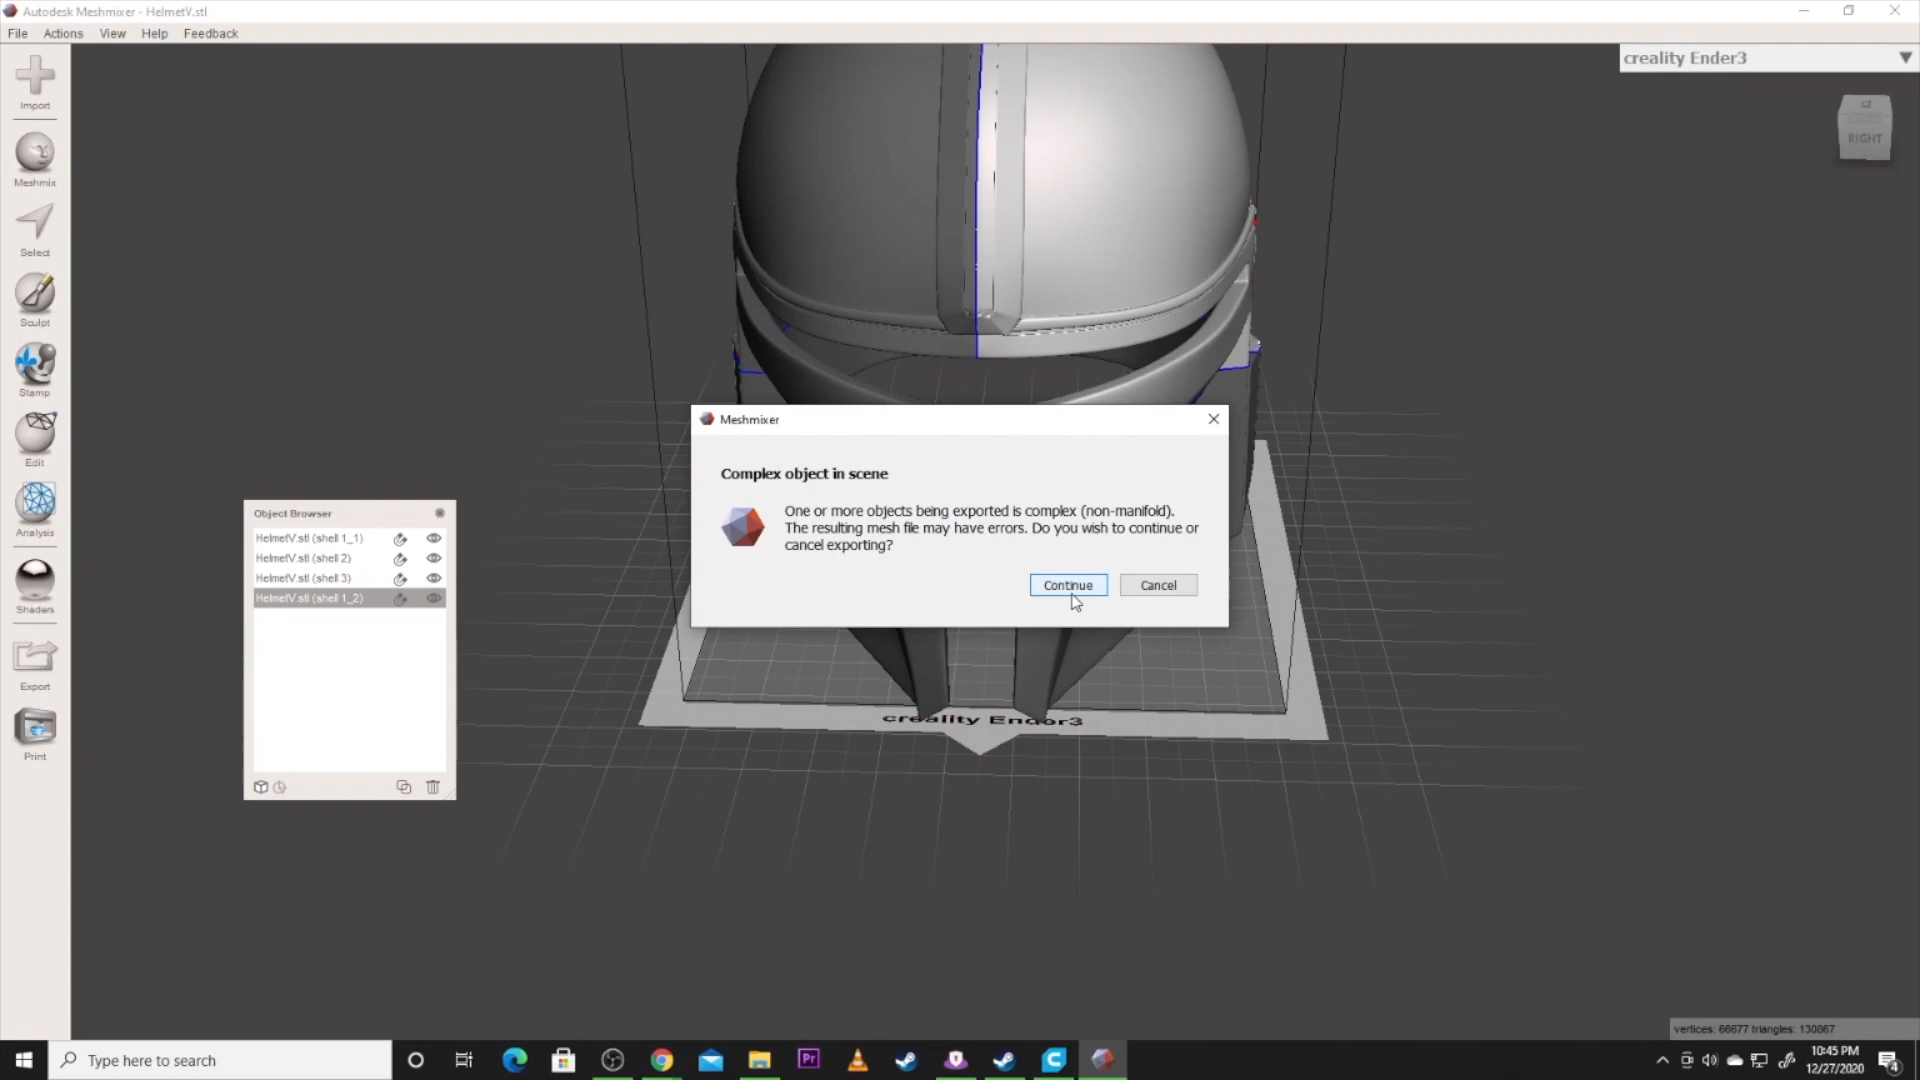 Autodesk Meshmixer - HelmetV.stl
File Actions View Help Feedback
creality Ender3
Import
Meshmix
Select
Sculpt
Stamp
Edit
Analysis
Shaders
Export
Print
RIGHT
Object Browser
HelmetV.stl (shell 1_1)
HelmetV.stl (shell 2)
HelmetV.stl (shell 3)
HelmetV.stl (shell 1_2)
Meshmixer
Complex object in scene
One or more objects being exported is complex (non-manifold).
The resulting mesh file may have errors. Do you wish to continue or
cancel exporting?
Continue Cancel
creality Ender3
vertices: 66677 triangles: 130867
Type here to search
Pr
10:45 PM
12/27/2020
4